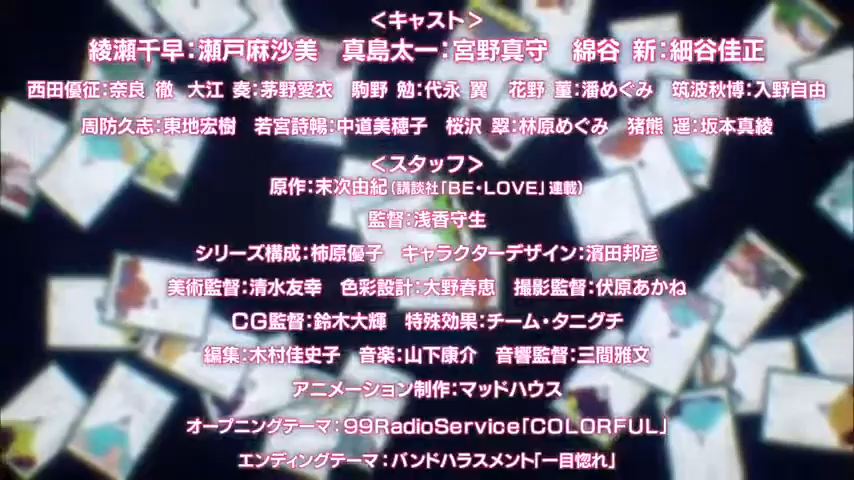 ＜キャスト＞
綾瀬千早：瀬戸麻沙美　真島太一：宮野真守　綿谷 新：細谷佳正
西田優征：奈良 徹　大江 奏：茅野愛衣　駒野 勉：代永 翼　花野 菫：潘めぐみ　筑波秋博：入野自由
周防久志：東地宏樹　若宮詩暢：中道美穂子　桜沢 翠：林原めぐみ　猪熊 遥：坂本真綾
＜スタッフ＞
原作：末次由紀（講談社「BE・LOVE」連載）
監督：浅香守生
シリーズ構成：柿原優子　キャラクターデザイン：濱田邦彦
美術監督：清水友幸　色彩設計：大野春恵　撮影監督：伏原あかね
CG監督：鈴木大輝　特殊効果：チーム・タニグチ
編集：木村佳史子　音楽：山下康介　音響監督：三間雅文
アニメーション制作：マッドハウス
オープニングテーマ：99RadioService「COLORFUL」
エンディングテーマ：バンドハラスメント「一目惚れ」